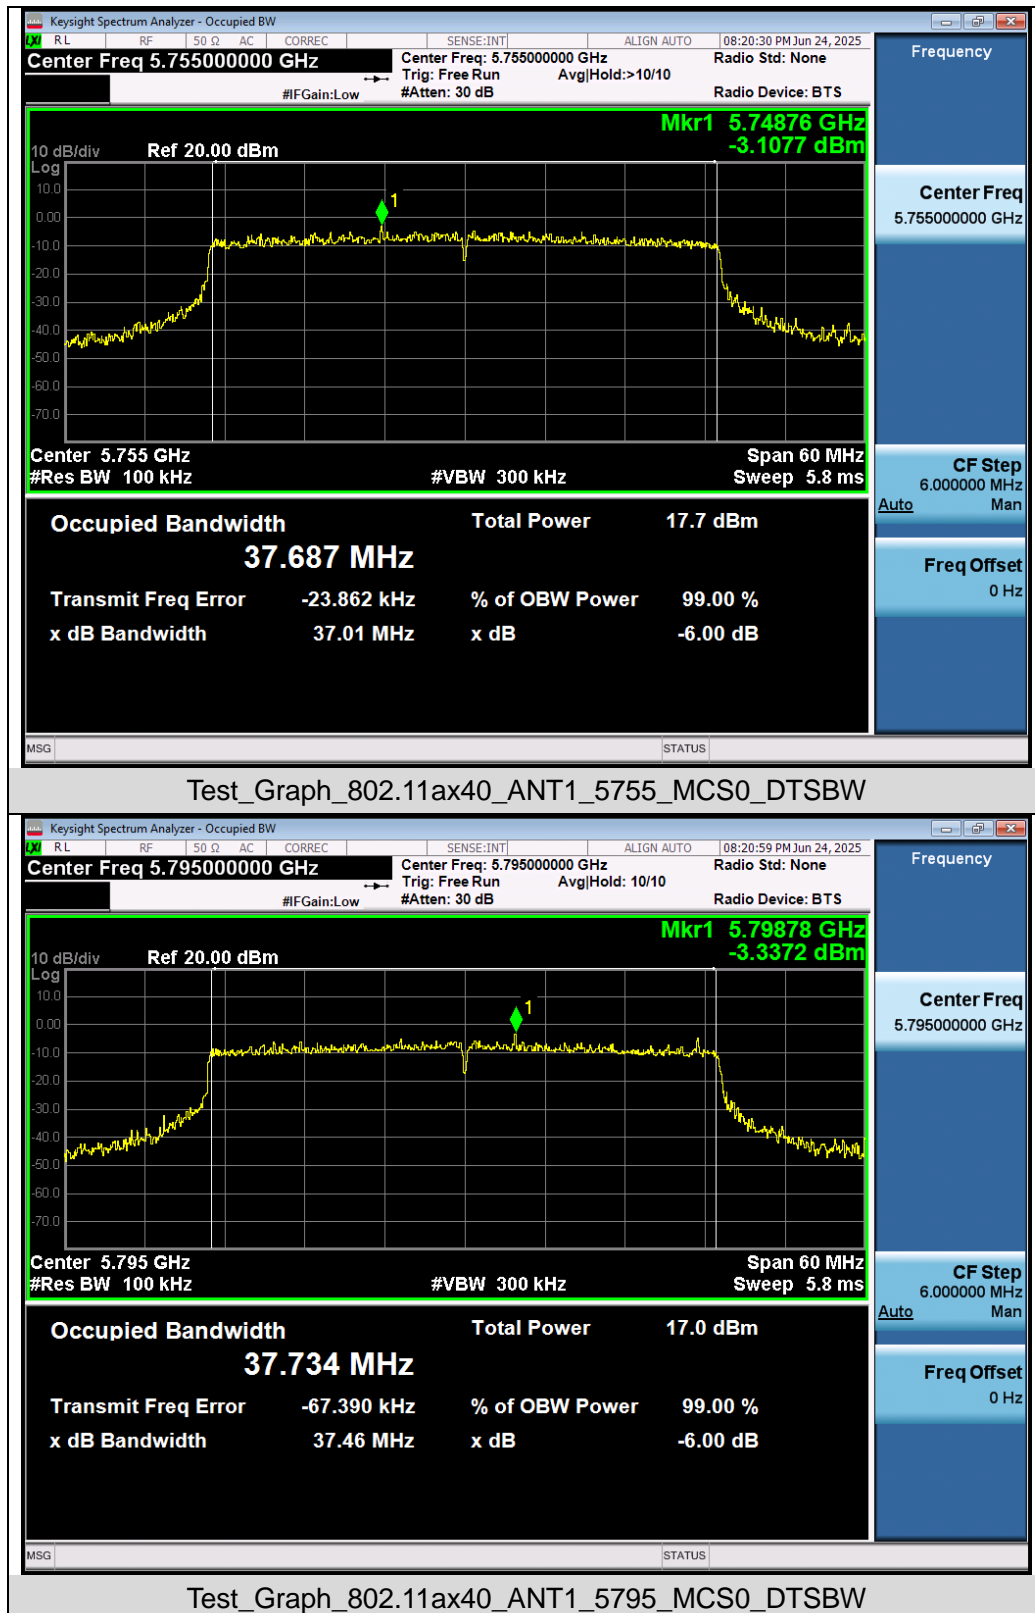 Keysight Spectrum Analyzer - Occupied BW
LXI RL RF 50 Ω AC CORREC SENSE:INT ALIGN AUTO 08:20:30 PM Jun 24, 2025
Center Freq 5.755000000 GHz
Center Freq: 5.755000000 GHz
Radio Std: None
Trig: Free Run Avg|Hold:>10/10
#IFGain:Low
#Atten: 30 dB
Radio Device: BTS
Frequency
Mkr1 5.74876 GHz
-3.1077 dBm
10 dB/div Ref 20.00 dBm
Log
10.0
0.00
-10.0
-20.0
-30.0
-40.0
-50.0
-60.0
-70.0
1
Center 5.755 GHz Span 60 MHz
#Res BW 100 kHz #VBW 300 kHz Sweep 5.8 ms
Center Freq
5.755000000 GHz
CF Step
6.000000 MHz
Auto Man
Freq Offset
0 Hz
Occupied Bandwidth Total Power 17.7 dBm
37.687 MHz
Transmit Freq Error -23.862 kHz % of OBW Power 99.00 %
x dB Bandwidth 37.01 MHz x dB -6.00 dB
MSG STATUS
Test_Graph_802.11ax40_ANT1_5755_MCS0_DTSBW
Keysight Spectrum Analyzer - Occupied BW
LXI RL RF 50 Ω AC CORREC SENSE:INT ALIGN AUTO 08:20:59 PM Jun 24, 2025
Center Freq 5.795000000 GHz
Center Freq: 5.795000000 GHz
Radio Std: None
Trig: Free Run Avg|Hold: 10/10
#IFGain:Low
#Atten: 30 dB
Radio Device: BTS
Frequency
Mkr1 5.79878 GHz
-3.3372 dBm
10 dB/div Ref 20.00 dBm
Log
10.0
0.00
-10.0
-20.0
-30.0
-40.0
-50.0
-60.0
-70.0
1
Center 5.795 GHz Span 60 MHz
#Res BW 100 kHz #VBW 300 kHz Sweep 5.8 ms
Center Freq
5.795000000 GHz
CF Step
6.000000 MHz
Auto Man
Freq Offset
0 Hz
Occupied Bandwidth Total Power 17.0 dBm
37.734 MHz
Transmit Freq Error -67.390 kHz % of OBW Power 99.00 %
x dB Bandwidth 37.46 MHz x dB -6.00 dB
MSG STATUS
Test_Graph_802.11ax40_ANT1_5795_MCS0_DTSBW